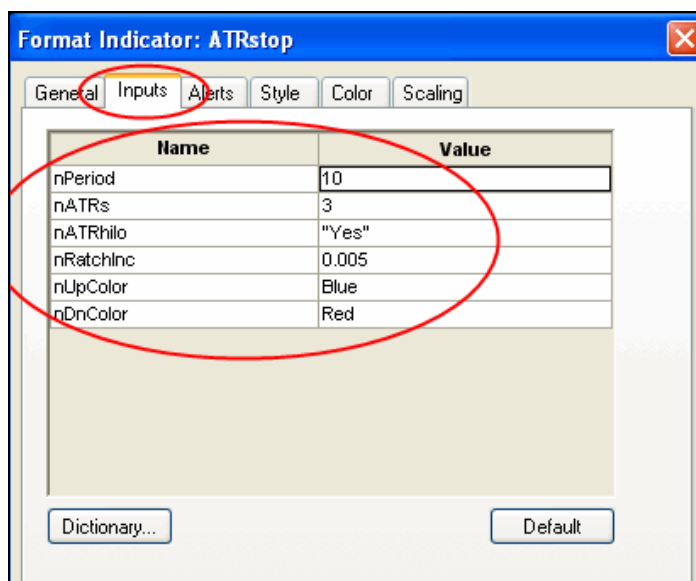 Format Indicator: ATRstop
General Inputs Alerts Style Color Scaling
Name Value
nPeriod 10
nATRs 3
nATRhilo "Yes"
nRatchInc 0.005
nUpColor Blue
nDnColor Red
Dictionary... Default